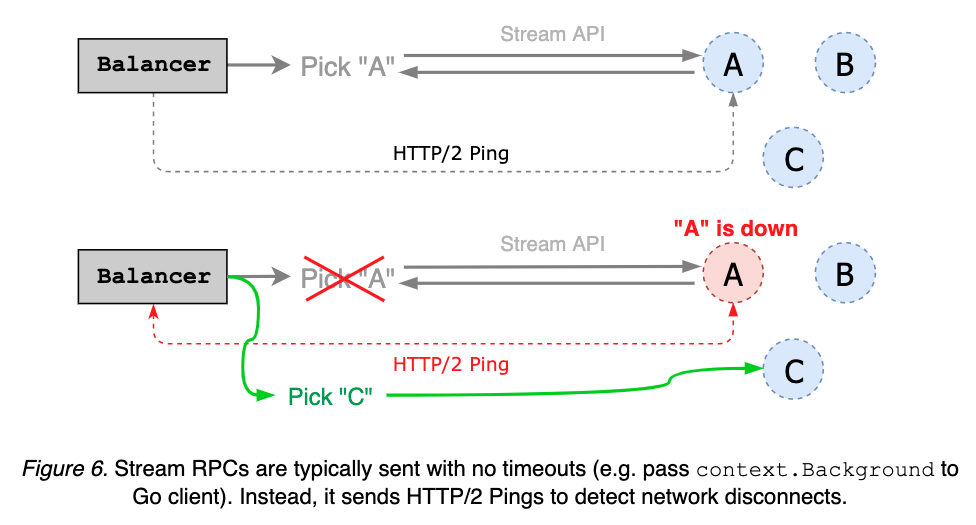 Stream API
Balancer
Pick "A"
A
B
HTTP/2 Ping
C
"A" is down
Stream API
Balancer
Pick "A"
A
B
HTTP/2 Ping
C
Pick "C"
Figure 6. Stream RPCs are typically sent with no timeouts (e.g. pass context.Background to
Go client). Instead, it sends HTTP/2 Pings to detect network disconnects.